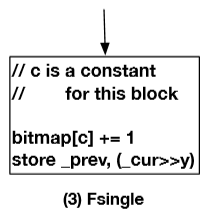 // c is a constant
//       for this block
bitmap[c] += 1
store _prev, (_cur>>y)
(3) Fsingle